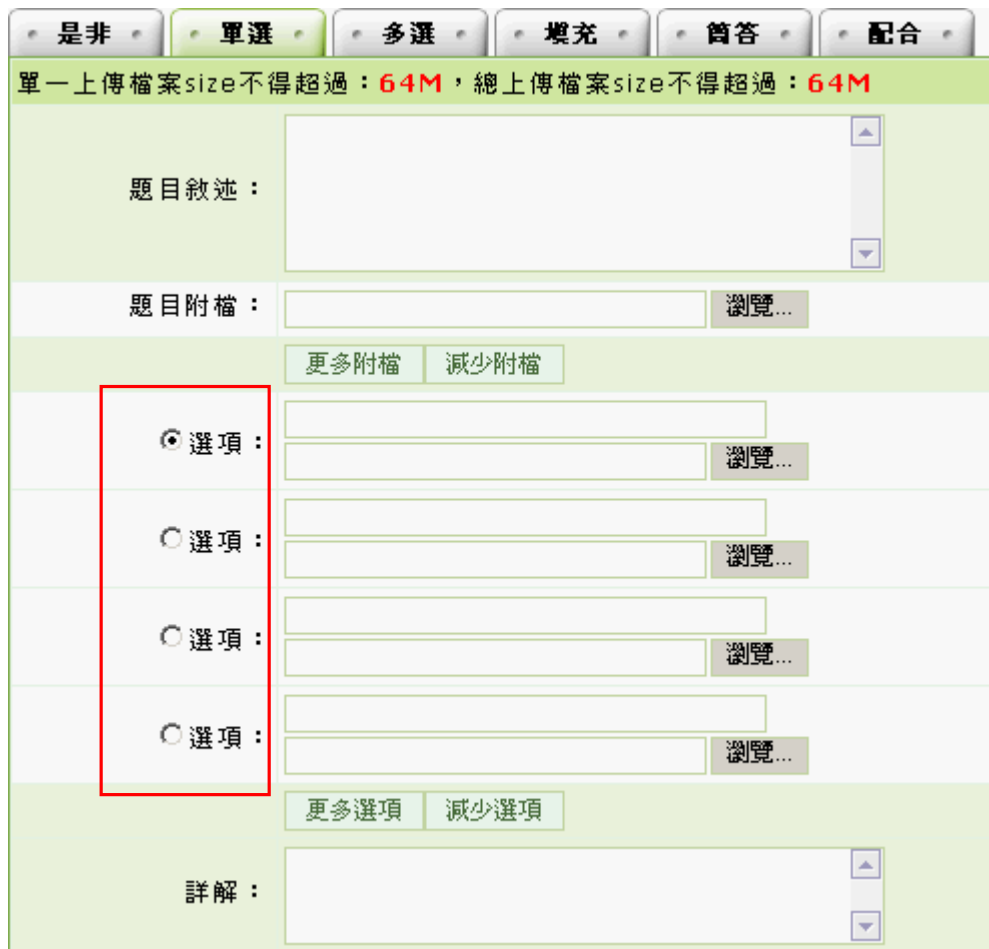 是非 單選 多選 填充 簡答 配合
單一上傳檔案size不得超過：64M，總上傳檔案size不得超過：64M
題目敘述：
題目附檔： 瀏覽...
更多附檔 減少附檔
選項：
瀏覽...
選項：
瀏覽...
選項：
瀏覽...
選項：
瀏覽...
更多選項 減少選項
詳解：